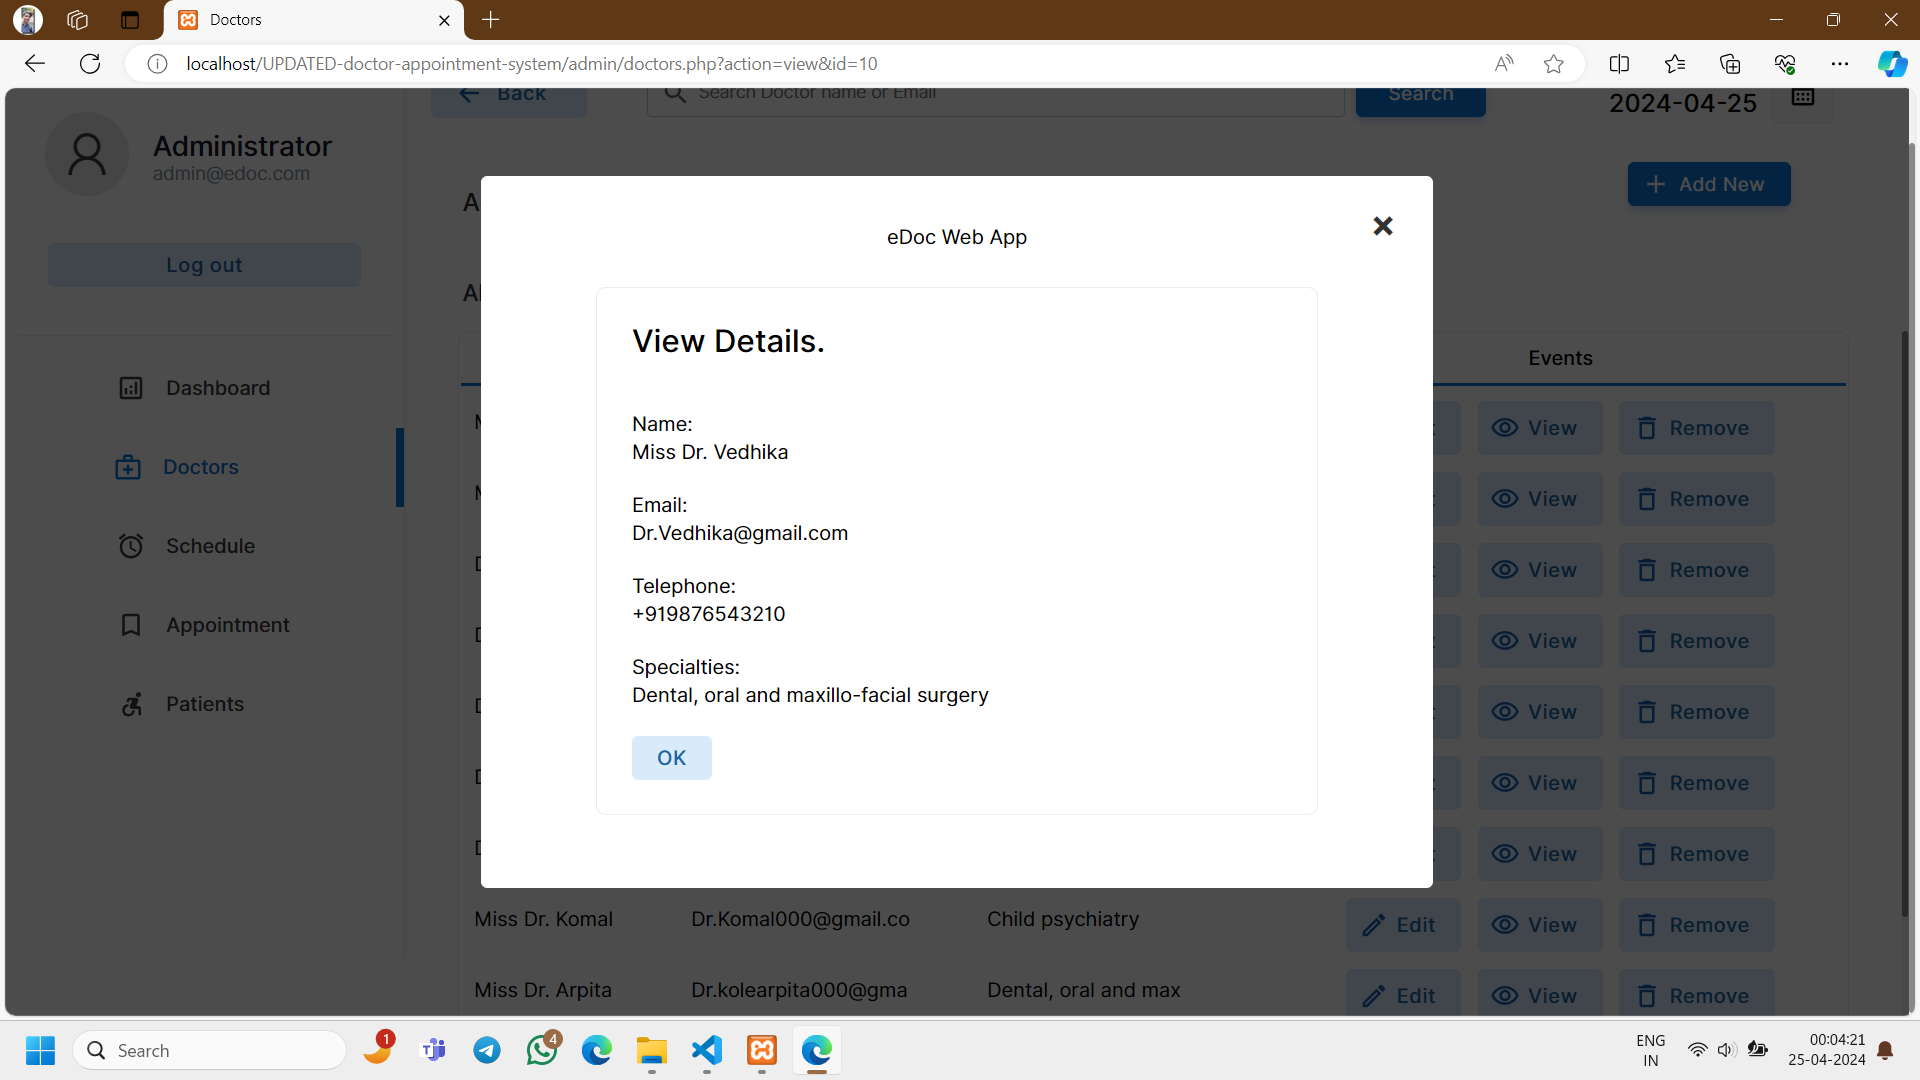 Doctors
localhost/UPDATED-doctor-appointment-system/admin/doctors.php?action=view&id=10
Back
Search Doctor name or Email
Search
2024-04-25
Administrator
admin@edoc.com
Log out
Add New
Dashboard
Doctors
Schedule
Appointment
Patients
eDoc Web App
View Details.
Name:
Miss Dr. Vedhika
Email:
Dr.Vedhika@gmail.com
Telephone:
+919876543210
Specialties:
Dental, oral and maxillo-facial surgery
OK
Events
View Remove
View Remove
View Remove
View Remove
View Remove
View Remove
View Remove
Miss Dr. Komal Dr.Komal000@gmail.co Child psychiatry Edit View Remove
Miss Dr. Arpita Dr.kolearpita000@gma Dental, oral and max Edit View Remove
Search
1
4
ENG
IN
00:04:21
25-04-2024